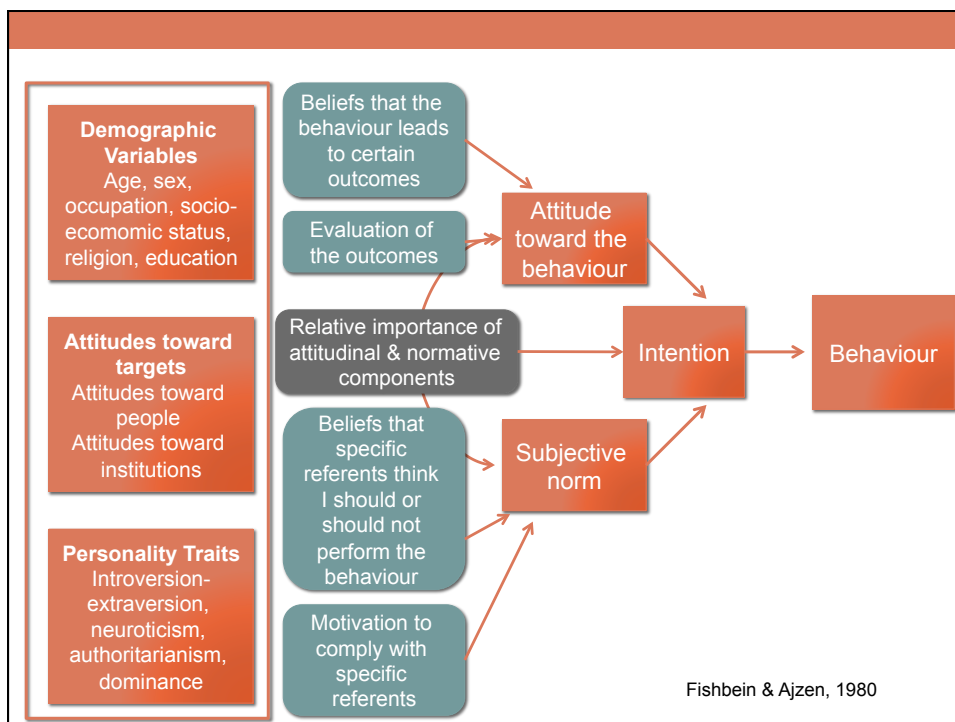 Demographic
Variables
Age, sex,
occupation, socio-
ecomomic status,
religion, education
Attitudes toward
targets
Attitudes toward
people
Attitudes toward
institutions
Personality Traits
Introversion-
extraversion,
neuroticism,
authoritarianism,
dominance
Beliefs that the
behaviour leads
to certain
outcomes
Evaluation of
the outcomes
Relative importance of
attitudinal & normative
components
Beliefs that
specific
referents think
I should or
should not
perform the
behaviour
Motivation to
comply with
specific
referents
Attitude
toward the
behaviour
Subjective
norm
Intention
Behaviour
Fishbein & Ajzen, 1980